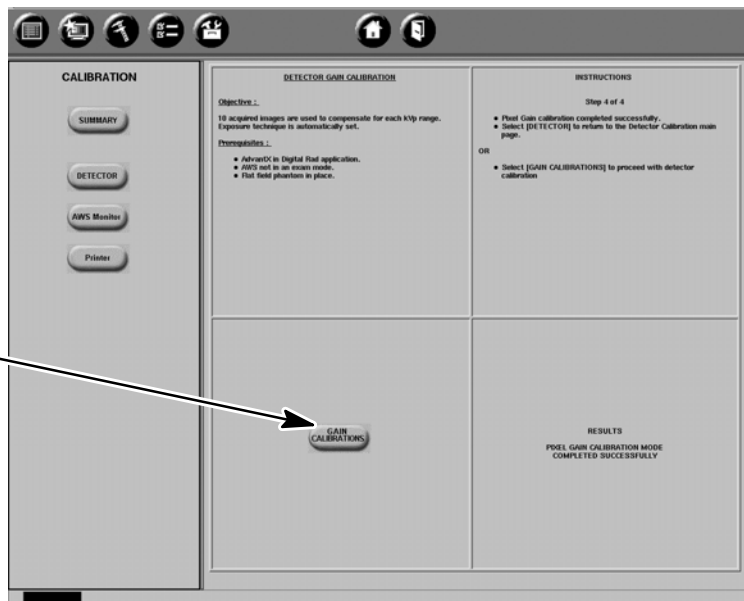 CALIBRATION
SUMMARY
DETECTOR
AWS Monitor
Printer
DETECTOR GAIN CALIBRATION
Objective :
10 acquired images are used to compensate for each kVp range.
Exposure technique is automatically set.
Prerequisites :
• AdvantX in Digital Rad application.
• AWS not in an exam mode.
• Flat field phantom in place.
INSTRUCTIONS
Step 4 of 4
• Pixel Gain calibration completed successfully.
• Select [DETECTOR] to return to the Detector Calibration main
page.
OR
• Select [GAIN CALIBRATIONS] to proceed with detector
calibration
GAIN
CALIBRATIONS
RESULTS
PIXEL GAIN CALIBRATION MODE
COMPLETED SUCCESSFULLY